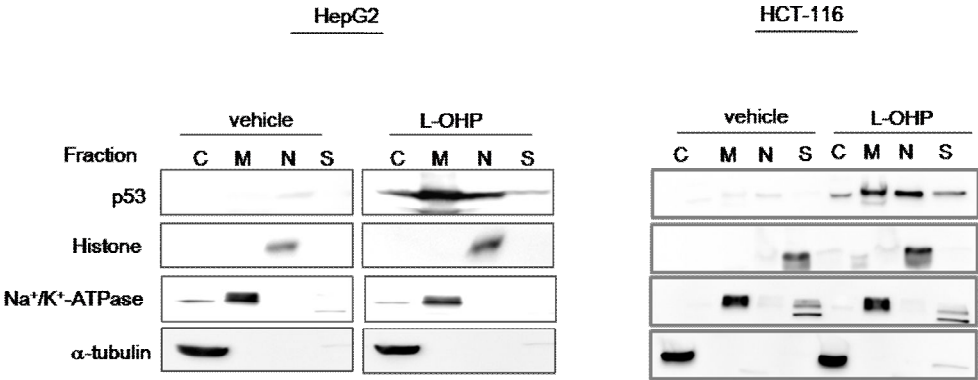 HepG2 HCT-116
vehicle L-OHP vehicle L-OHP
Fraction C M N S C M N S C M N S C M N S
p53
Histone
Na⁺/K⁺-ATPase
α-tubulin